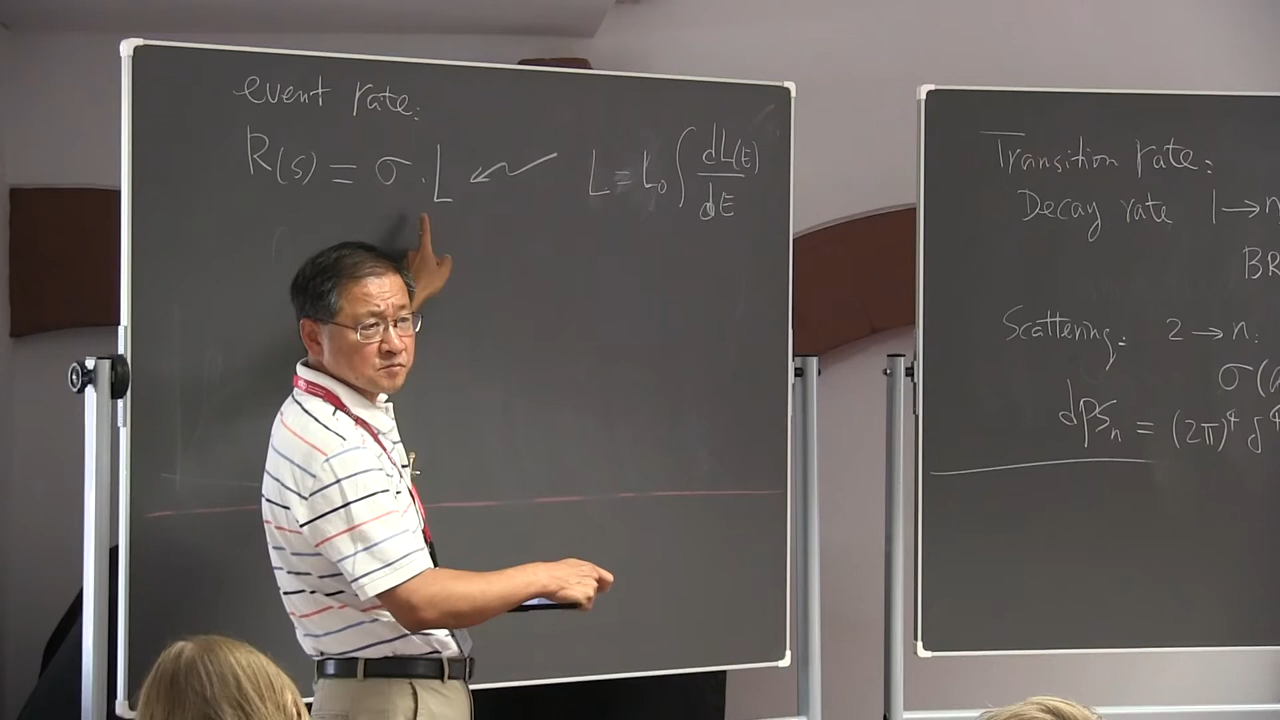 event rate:
R(s) = σ · L L = L₀ ∫ dL(E)/dE
Transition rate:
Decay rate 1 → n
BR
Scattering: 2 → n:
σ(
dPSₙ = (2π)⁴ δ⁴